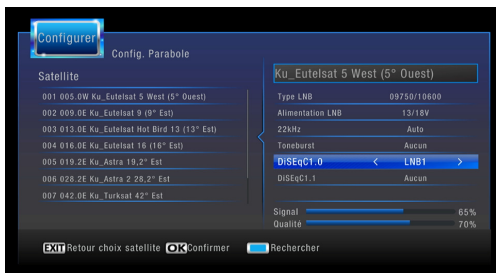 Configurer
Config. Parabole
Satellite
001 005.0W Ku_Eutelsat 5 West (5° Ouest)
002 009.0E Ku_Eutelsat 9 (9° Est)
003 013.0E Ku_Eutelsat Hot Bird 13 (13° Est)
004 016.0E Ku_Eutelsat 16 (16° Est)
005 019.2E Ku_Astra 19,2° Est
006 028.2E Ku_Astra 2 28,2° Est
007 042.0E Ku_Turksat 42° Est
Ku_Eutelsat 5 West (5° Ouest)
Type LNB 09750/10600
Alimentation LNB 13/18V
22kHz Auto
Toneburst Aucun
DiSEqC1.0 LNB1
DiSEqC1.1 Aucun
Signal 65%
Qualité 70%
EXIT Retour choix satellite OK Confirmer Rechercher